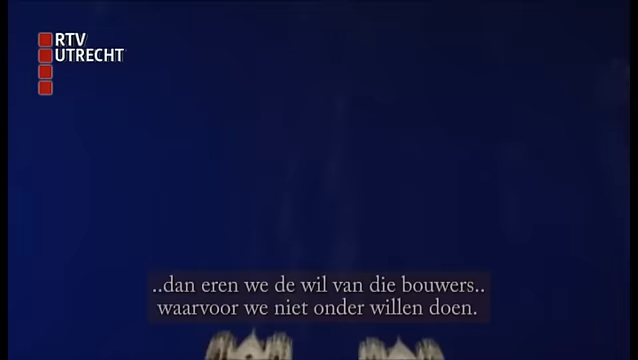 RTV
UTRECHT
..dan eren we de wil van die bouwers..
waarvoor we niet onder willen doen.